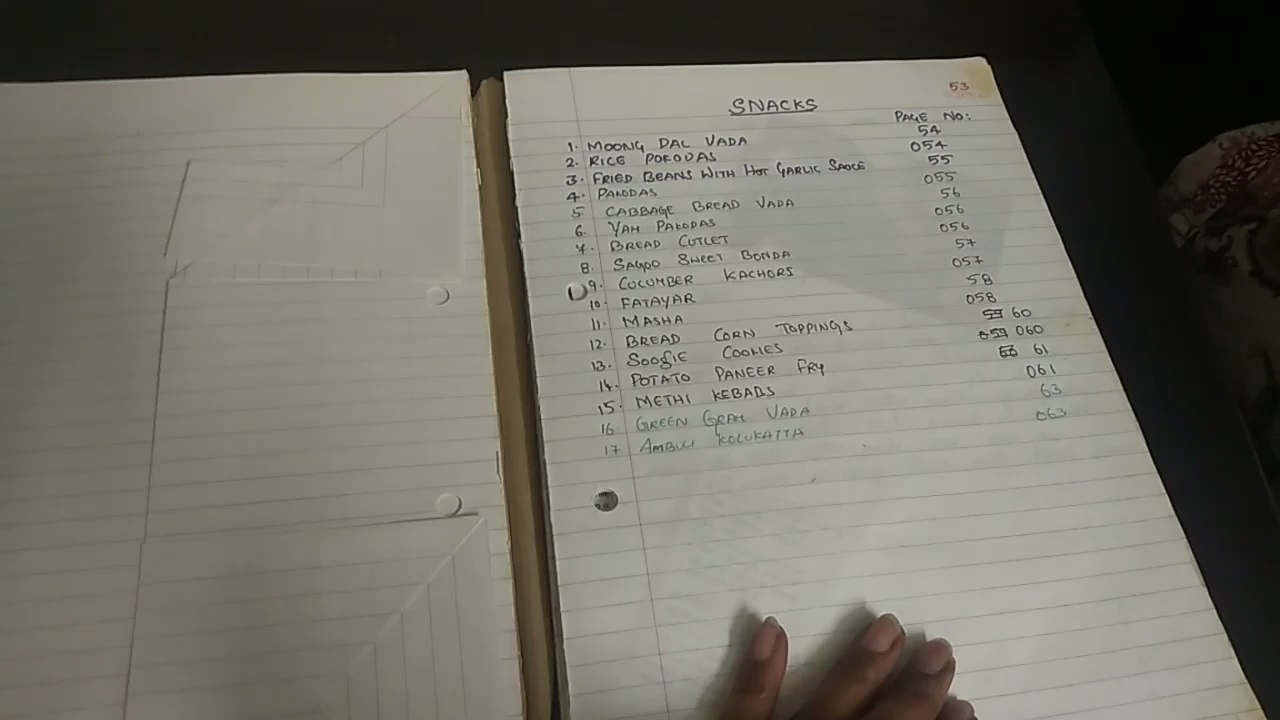 53
SNACKS
PAGE NO:
1. MOONG DAL VADA 54
2. RICE POKODAS 054
3. FRIED BEANS WITH HOT GARLIC SAUCE 55
4. PAKODAS 055
5 CABBAGE BREAD VADA 56
6. YAM PAKODAS 056
7. BREAD CUTLET 056
8. SAGOO SWEET BONDA 57
9. CUCUMBER KACHORS 057
10. FATAYAR 58
11. MASHA 058
12. BREAD CORN TOPPINGS 59 60
13. SOOGIE COOKIES 059 060
14. POTATO PANEER FRY 61
15. METHI KEBABS 061
16 GREEN GRAM VADA 63
17 AMBULI KOLUKATTA 063